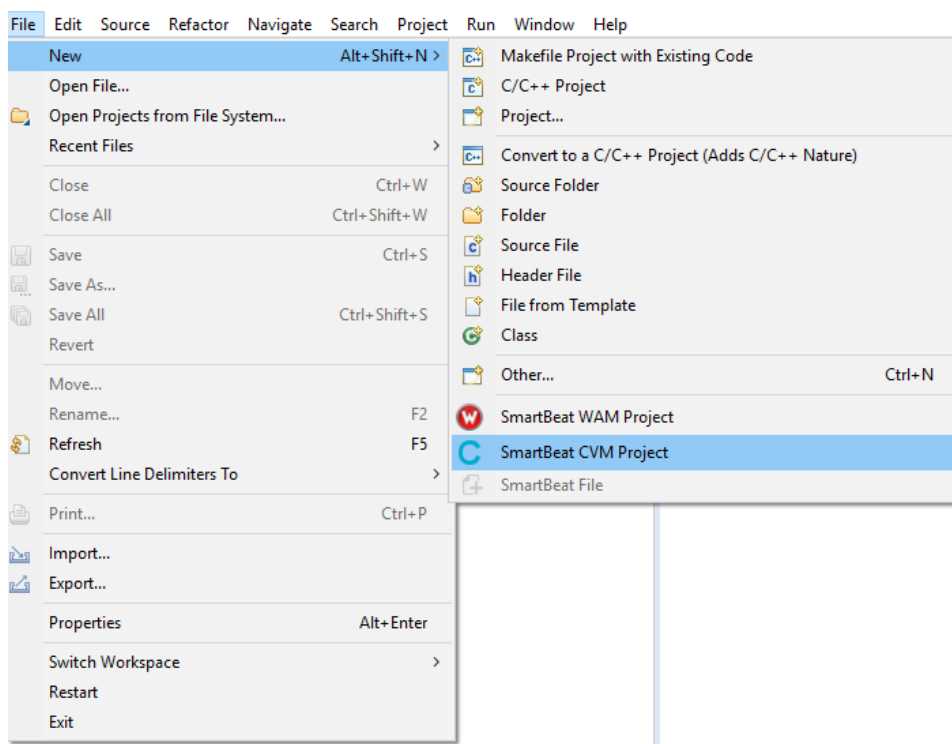 File Edit Source Refactor Navigate Search Project Run Window Help
New Alt+Shift+N >
Open File...
Open Projects from File System...
Recent Files >
Close Ctrl+W
Close All Ctrl+Shift+W
Save Ctrl+S
Save As...
Save All Ctrl+Shift+S
Revert
Move...
Rename... F2
Refresh F5
Convert Line Delimiters To >
Print... Ctrl+P
Import...
Export...
Properties Alt+Enter
Switch Workspace >
Restart
Exit
Makefile Project with Existing Code
C/C++ Project
Project...
Convert to a C/C++ Project (Adds C/C++ Nature)
Source Folder
Folder
Source File
Header File
File from Template
Class
Other... Ctrl+N
SmartBeat WAM Project
SmartBeat CVM Project
SmartBeat File